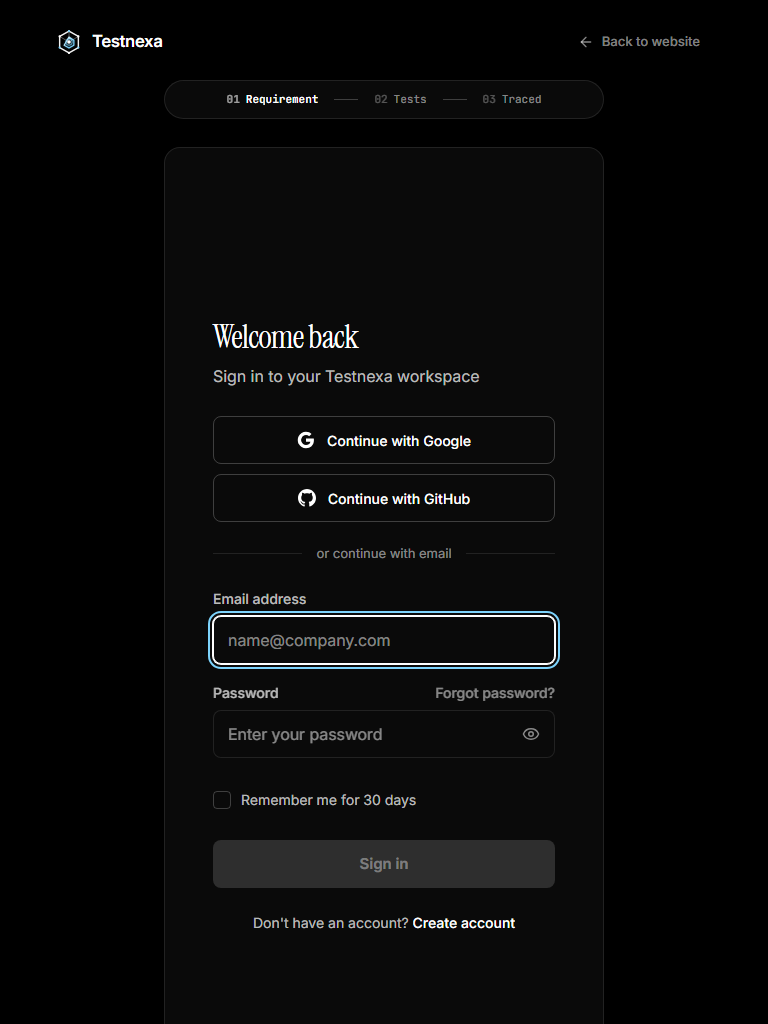 Testnexa
Back to website
01 Requirement 02 Tests 03 Traced
Welcome back
Sign in to your Testnexa workspace
Continue with Google
Continue with GitHub
or continue with email
Email address
name@company.com
Password Forgot password?
Enter your password
Remember me for 30 days
Sign in
Don't have an account? Create account